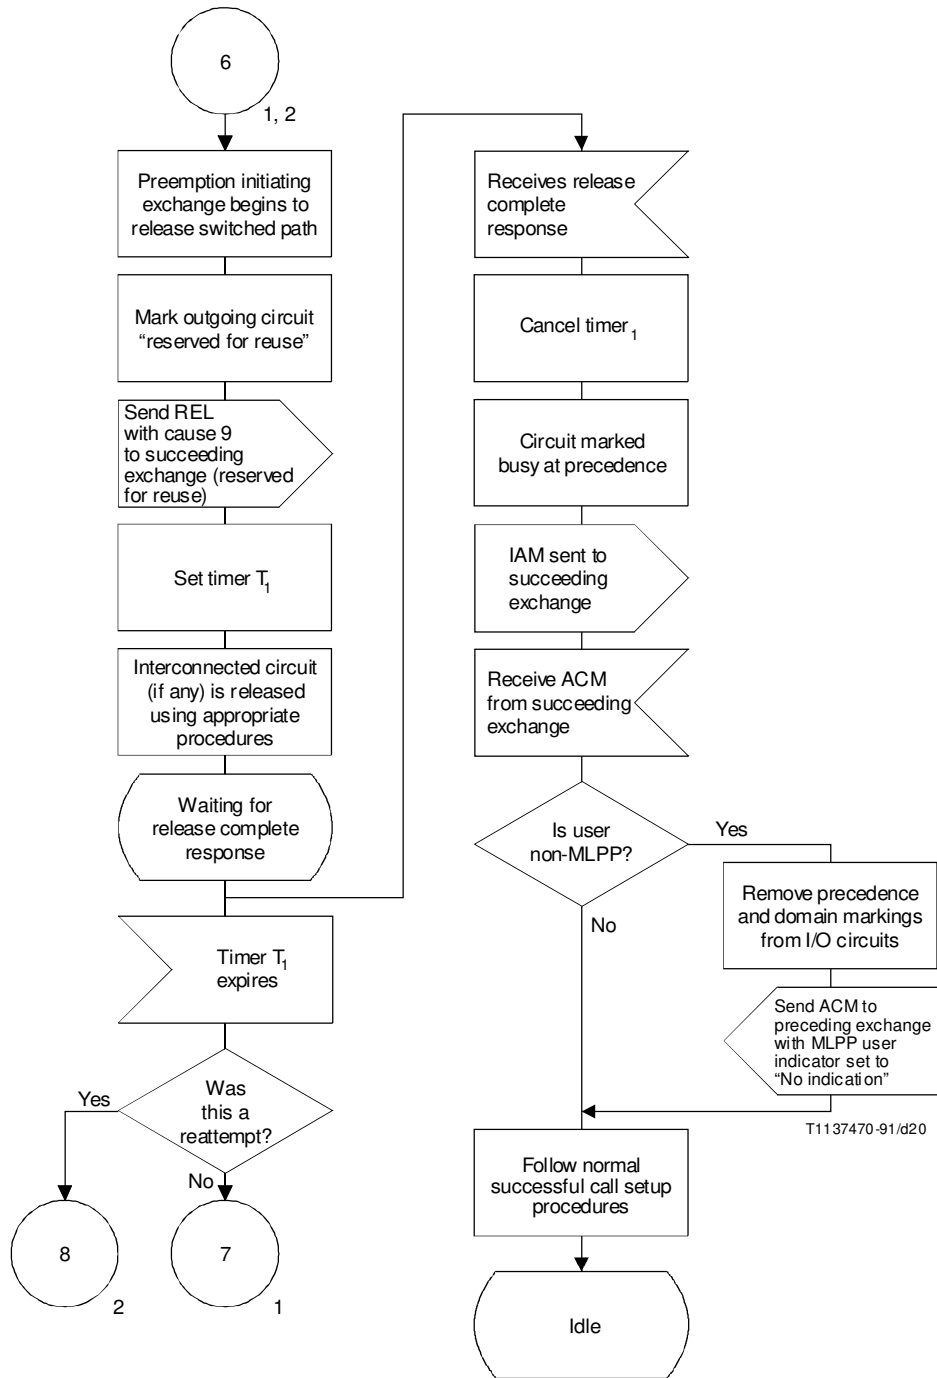 6
1, 2
Preemption initiating
exchange begins to
release switched path
Mark outgoing circuit
“reserved for reuse”
Send REL
with cause 9
to succeeding
exchange (reserved
for reuse)
Set timer T1
Interconnected circuit
(if any) is released
using appropriate
procedures
Waiting for
release complete
response
Timer T1
expires
Was
this a
reattempt?
Yes
No
8
2
7
1
Receives release
complete
response
Cancel timer1
Circuit marked
busy at precedence
IAM sent to
succeeding
exchange
Receive ACM
from succeeding
exchange
Is user
non-MLPP?
Yes
No
Remove precedence
and domain markings
from I/O circuits
Send ACM to
preceding exchange
with MLPP user
indicator set to
“No indication”
T1137470-91/d20
Follow normal
successful call setup
procedures
Idle